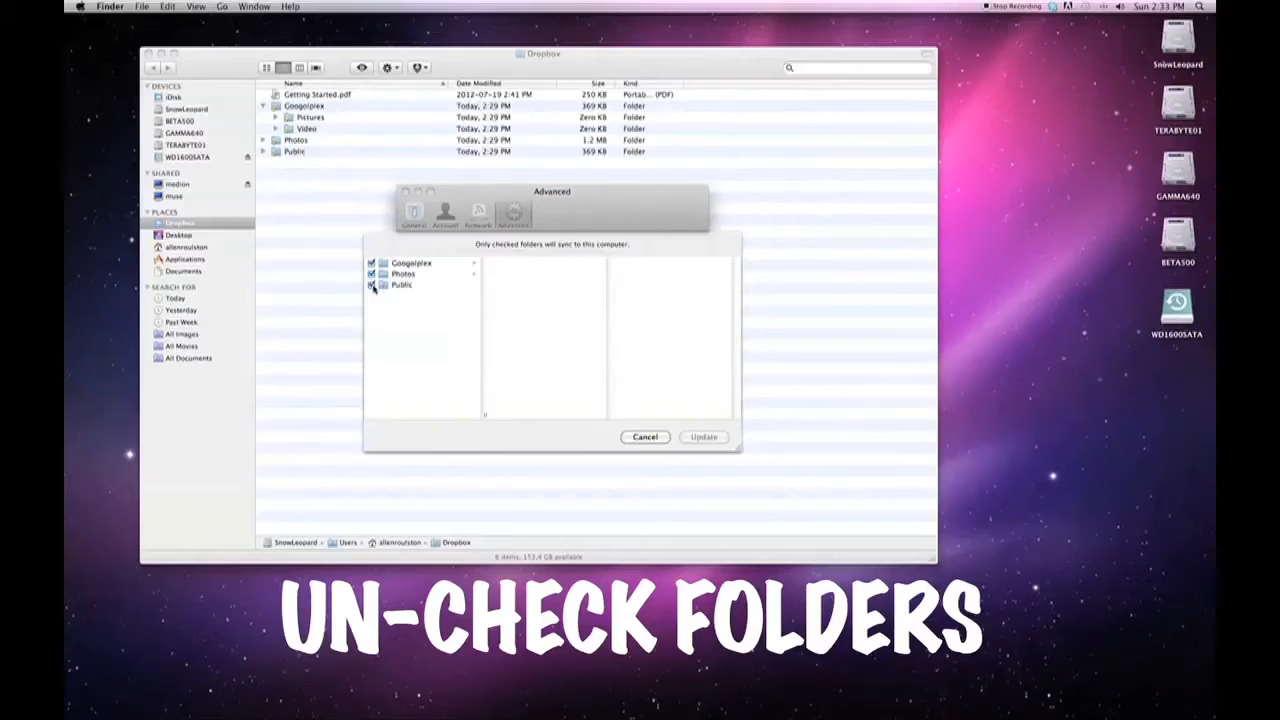 Finder File Edit View Go Window Help
Stop Recording Sun 2:33 PM
Dropbox
SnowLeopard
TERABYTE01
GAMMA640
BETA500
WD1600SATA
DEVICES
iDisk
SnowLeopard
BETA500
GAMMA640
TERABYTE01
WD1600SATA
SHARED
medion
muse
PLACES
Dropbox
Desktop
allenroulston
Applications
Documents
SEARCH FOR
Today
Yesterday
Past Week
All Images
All Movies
All Documents
Name Date Modified Size Kind
Getting Started.pdf 2012-07-19 2:41 PM 250 KB Portab... (PDF)
Googolplex Today, 2:29 PM 369 KB Folder
Pictures Today, 2:29 PM Zero KB Folder
Video Today, 2:29 PM Zero KB Folder
Photos Today, 2:29 PM 1.2 MB Folder
Public Today, 2:29 PM 369 KB Folder
Advanced
General Account Network Advanced
Only checked folders will sync to this computer.
Googolplex
Photos
Public
Cancel Update
SnowLeopard Users allenroulston Dropbox
6 items, 153.4 GB available
UN-CHECK FOLDERS